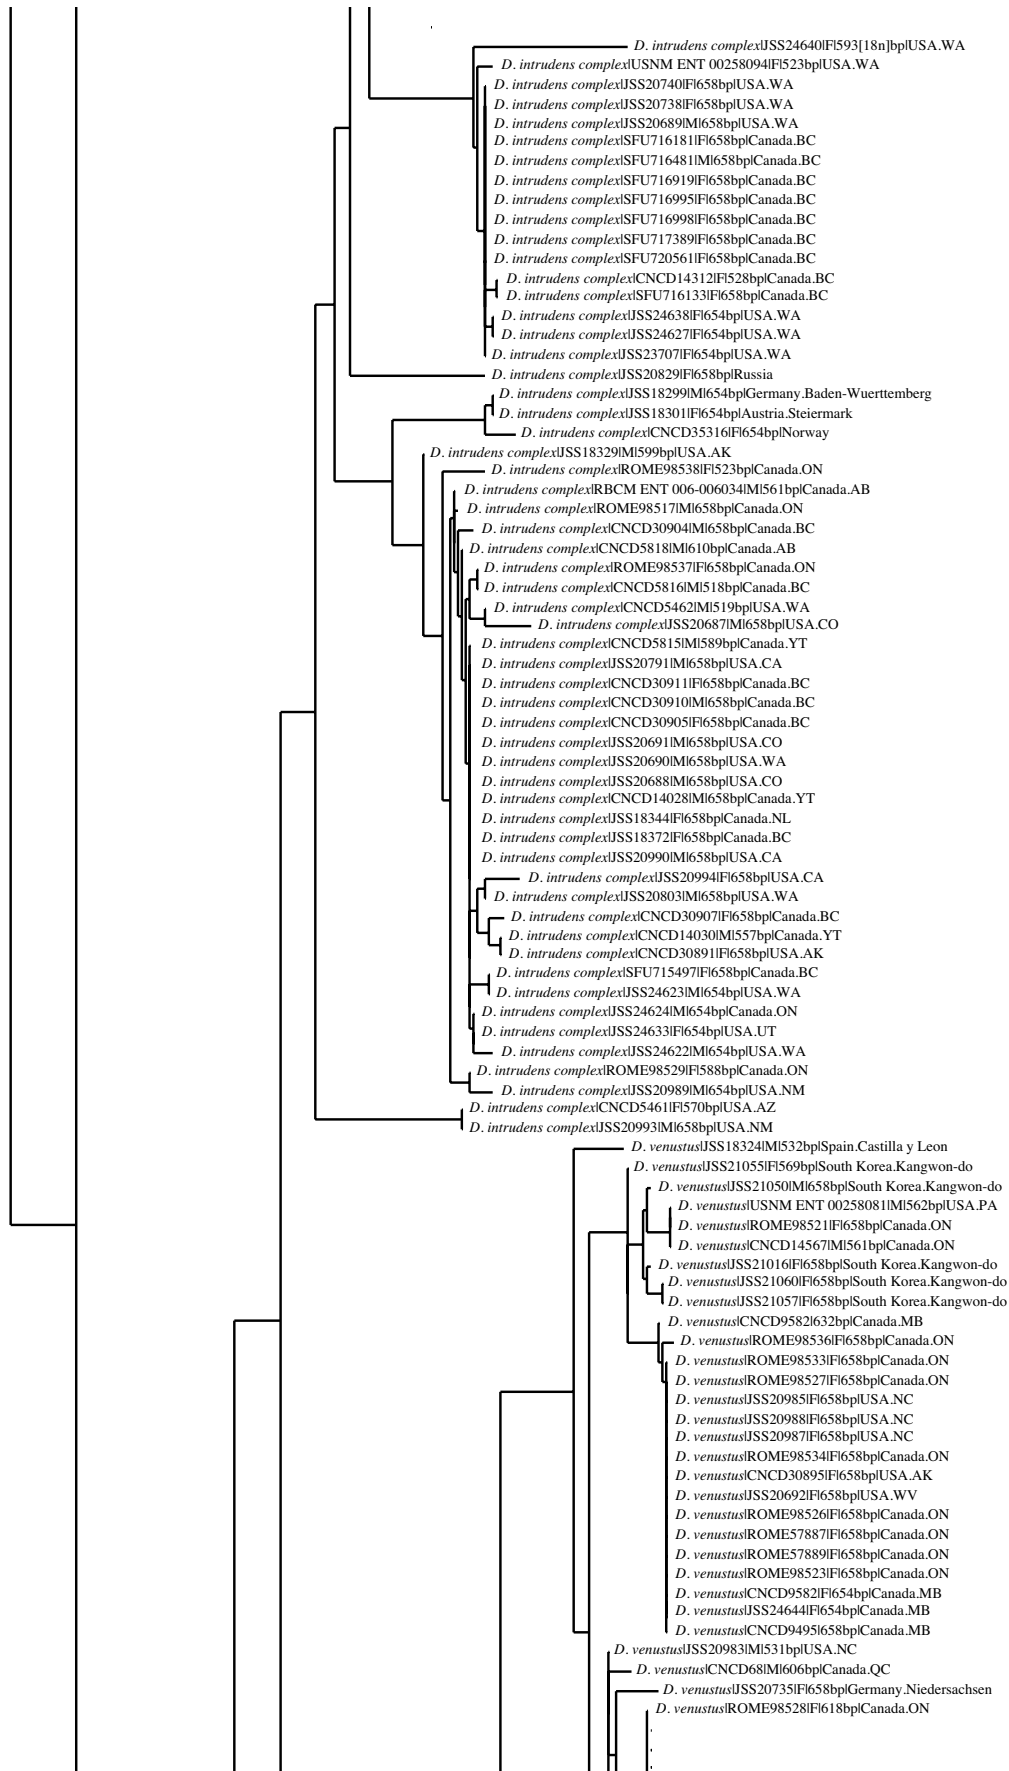 D. intrudens complex|JSS24640|F|593[18n]bp|USA.WA
D. intrudens complex|USNM ENT 00258094|F|523bp|USA.WA
D. intrudens complex|JSS20740|F|658bp|USA.WA
D. intrudens complex|JSS20738|F|658bp|USA.WA
D. intrudens complex|JSS20689|M|658bp|USA.WA
D. intrudens complex|SFU716181|F|658bp|Canada.BC
D. intrudens complex|SFU716481|M|658bp|Canada.BC
D. intrudens complex|SFU716919|F|658bp|Canada.BC
D. intrudens complex|SFU716995|F|658bp|Canada.BC
D. intrudens complex|SFU716998|F|658bp|Canada.BC
D. intrudens complex|SFU717389|F|658bp|Canada.BC
D. intrudens complex|SFU720561|F|658bp|Canada.BC
D. intrudens complex|CNCD14312|F|528bp|Canada.BC
D. intrudens complex|SFU716133|F|658bp|Canada.BC
D. intrudens complex|JSS24638|F|654bp|USA.WA
D. intrudens complex|JSS24627|F|654bp|USA.WA
D. intrudens complex|JSS23707|F|654bp|USA.WA
D. intrudens complex|JSS20829|F|658bp|Russia
D. intrudens complex|JSS18299|M|654bp|Germany.Baden-Wuerttemberg
D. intrudens complex|JSS18301|F|654bp|Austria.Steiermark
D. intrudens complex|CNCD35316|F|654bp|Norway
D. intrudens complex|JSS18329|M|599bp|USA.AK
D. intrudens complex|ROME98538|F|523bp|Canada.ON
D. intrudens complex|RBCM ENT 006-006034|M|561bp|Canada.AB
D. intrudens complex|ROME98517|M|658bp|Canada.ON
D. intrudens complex|CNCD30904|M|658bp|Canada.BC
D. intrudens complex|CNCD5818|M|610bp|Canada.AB
D. intrudens complex|ROME98537|F|658bp|Canada.ON
D. intrudens complex|CNCD5816|M|518bp|Canada.BC
D. intrudens complex|CNCD5462|M|519bp|USA.WA
D. intrudens complex|JSS20687|M|658bp|USA.CO
D. intrudens complex|CNCD5815|M|589bp|Canada.YT
D. intrudens complex|JSS20791|M|658bp|USA.CA
D. intrudens complex|CNCD30911|F|658bp|Canada.BC
D. intrudens complex|CNCD30910|M|658bp|Canada.BC
D. intrudens complex|CNCD30905|F|658bp|Canada.BC
D. intrudens complex|JSS20691|M|658bp|USA.CO
D. intrudens complex|JSS20690|M|658bp|USA.WA
D. intrudens complex|JSS20688|M|658bp|USA.CO
D. intrudens complex|CNCD14028|M|658bp|Canada.YT
D. intrudens complex|JSS18344|F|658bp|Canada.NL
D. intrudens complex|JSS18372|F|658bp|Canada.BC
D. intrudens complex|JSS20990|M|658bp|USA.CA
D. intrudens complex|JSS20994|F|658bp|USA.CA
D. intrudens complex|JSS20803|M|658bp|USA.WA
D. intrudens complex|CNCD30907|F|658bp|Canada.BC
D. intrudens complex|CNCD14030|M|557bp|Canada.YT
D. intrudens complex|CNCD30891|F|658bp|USA.AK
D. intrudens complex|SFU715497|F|658bp|Canada.BC
D. intrudens complex|JSS24623|M|654bp|USA.WA
D. intrudens complex|JSS24624|M|654bp|Canada.ON
D. intrudens complex|JSS24633|F|654bp|USA.UT
D. intrudens complex|JSS24622|M|654bp|USA.WA
D. intrudens complex|ROME98529|F|588bp|Canada.ON
D. intrudens complex|JSS20989|M|654bp|USA.NM
D. intrudens complex|CNCD5461|F|570bp|USA.AZ
D. intrudens complex|JSS20993|M|658bp|USA.NM
D. venustus|JSS18324|M|532bp|Spain.Castilla y Leon
D. venustus|JSS21055|F|569bp|South Korea.Kangwon-do
D. venustus|JSS21050|M|658bp|South Korea.Kangwon-do
D. venustus|USNM ENT 00258081|M|562bp|USA.PA
D. venustus|ROME98521|F|658bp|Canada.ON
D. venustus|CNCD14567|M|561bp|Canada.ON
D. venustus|JSS21016|F|658bp|South Korea.Kangwon-do
D. venustus|JSS21060|F|658bp|South Korea.Kangwon-do
D. venustus|JSS21057|F|658bp|South Korea.Kangwon-do
D. venustus|CNCD9582|632bp|Canada.MB
D. venustus|ROME98536|F|658bp|Canada.ON
D. venustus|ROME98533|F|658bp|Canada.ON
D. venustus|ROME98527|F|658bp|Canada.ON
D. venustus|JSS20985|F|658bp|USA.NC
D. venustus|JSS20988|F|658bp|USA.NC
D. venustus|JSS20987|F|658bp|USA.NC
D. venustus|ROME98534|F|658bp|Canada.ON
D. venustus|CNCD30895|F|658bp|USA.AK
D. venustus|JSS20692|F|658bp|USA.WV
D. venustus|ROME98526|F|658bp|Canada.ON
D. venustus|ROME57887|F|658bp|Canada.ON
D. venustus|ROME57889|F|658bp|Canada.ON
D. venustus|ROME98523|F|658bp|Canada.ON
D. venustus|CNCD9582|F|654bp|Canada.MB
D. venustus|JSS24644|F|654bp|Canada.MB
D. venustus|CNCD9495|658bp|Canada.MB
D. venustus|JSS20983|M|531bp|USA.NC
D. venustus|CNCD68|M|606bp|Canada.QC
D. venustus|JSS20735|F|658bp|Germany.Niedersachsen
D. venustus|ROME98528|F|618bp|Canada.ON